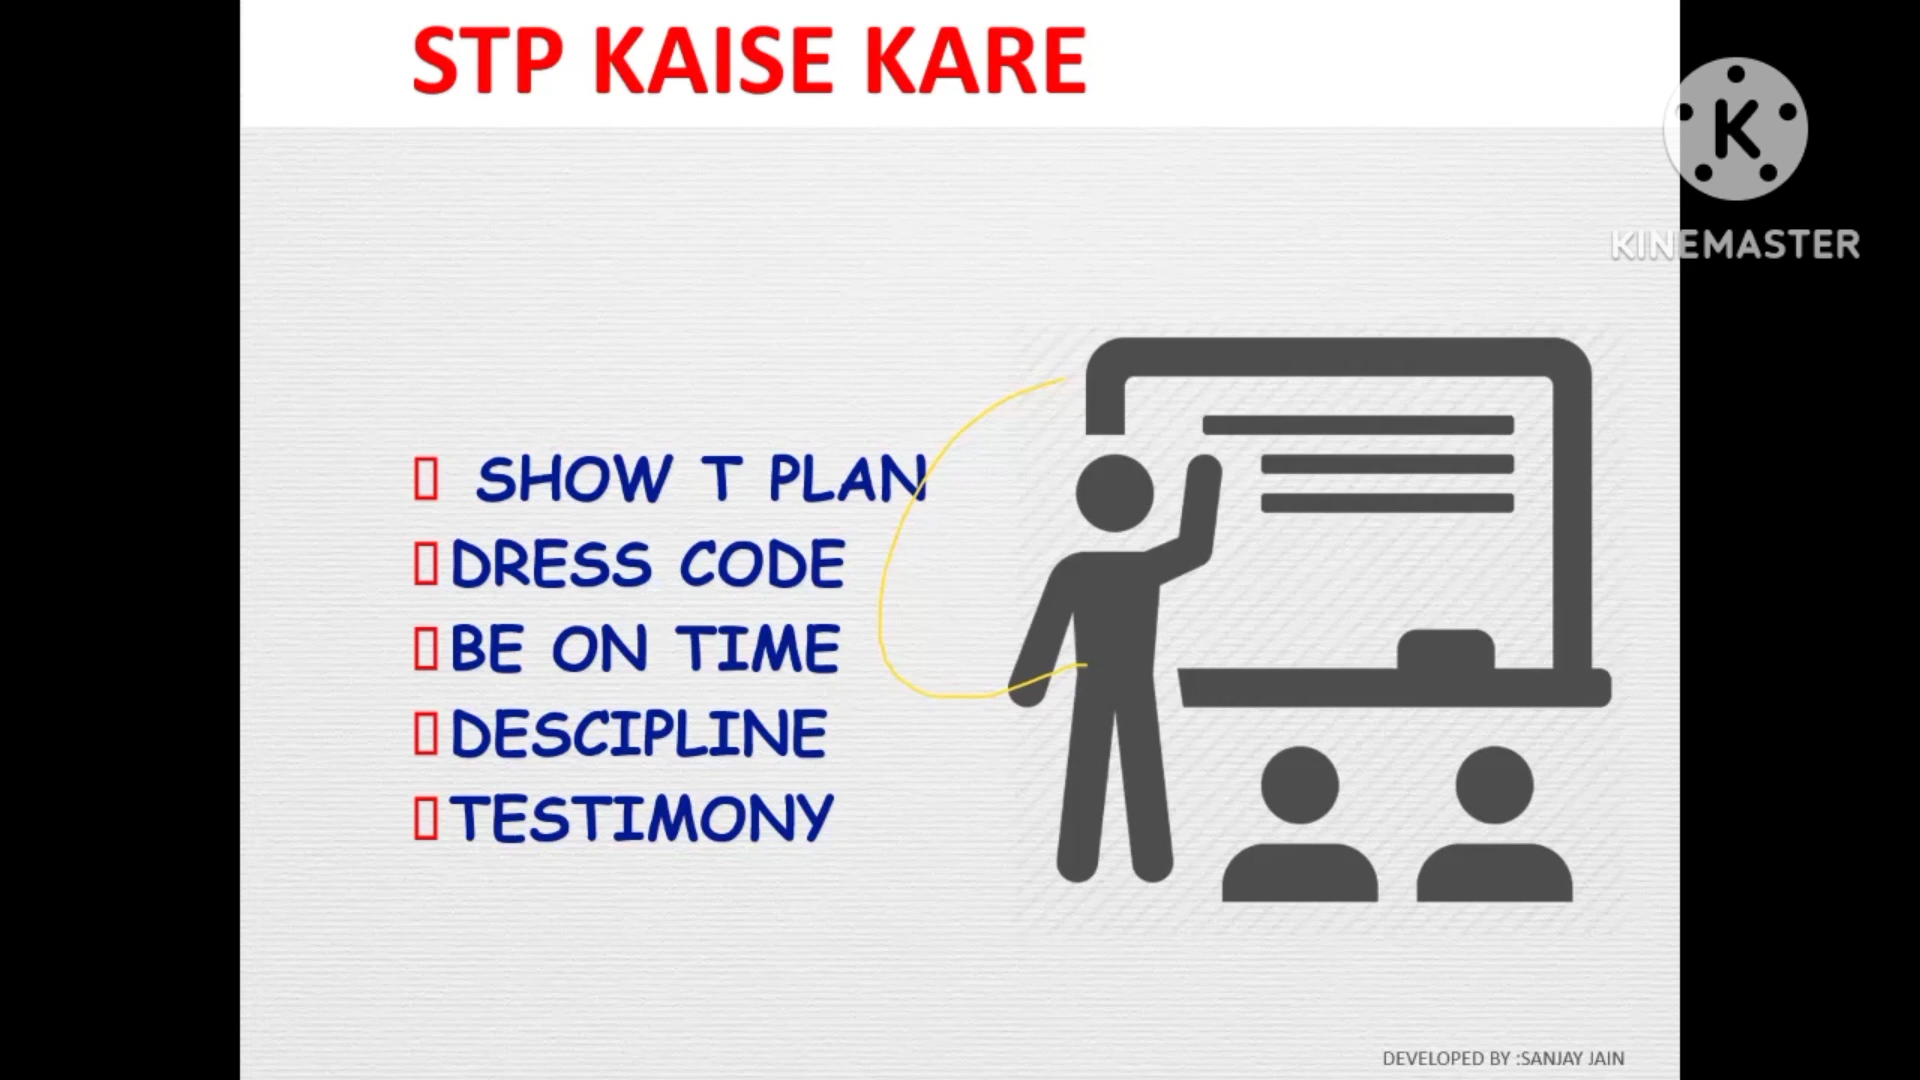 STP KAISE KARE
K
KINEMASTER
SHOW T PLAN
DRESS CODE
BE ON TIME
DESCIPLINE
TESTIMONY
DEVELOPED BY :SANJAY JAIN